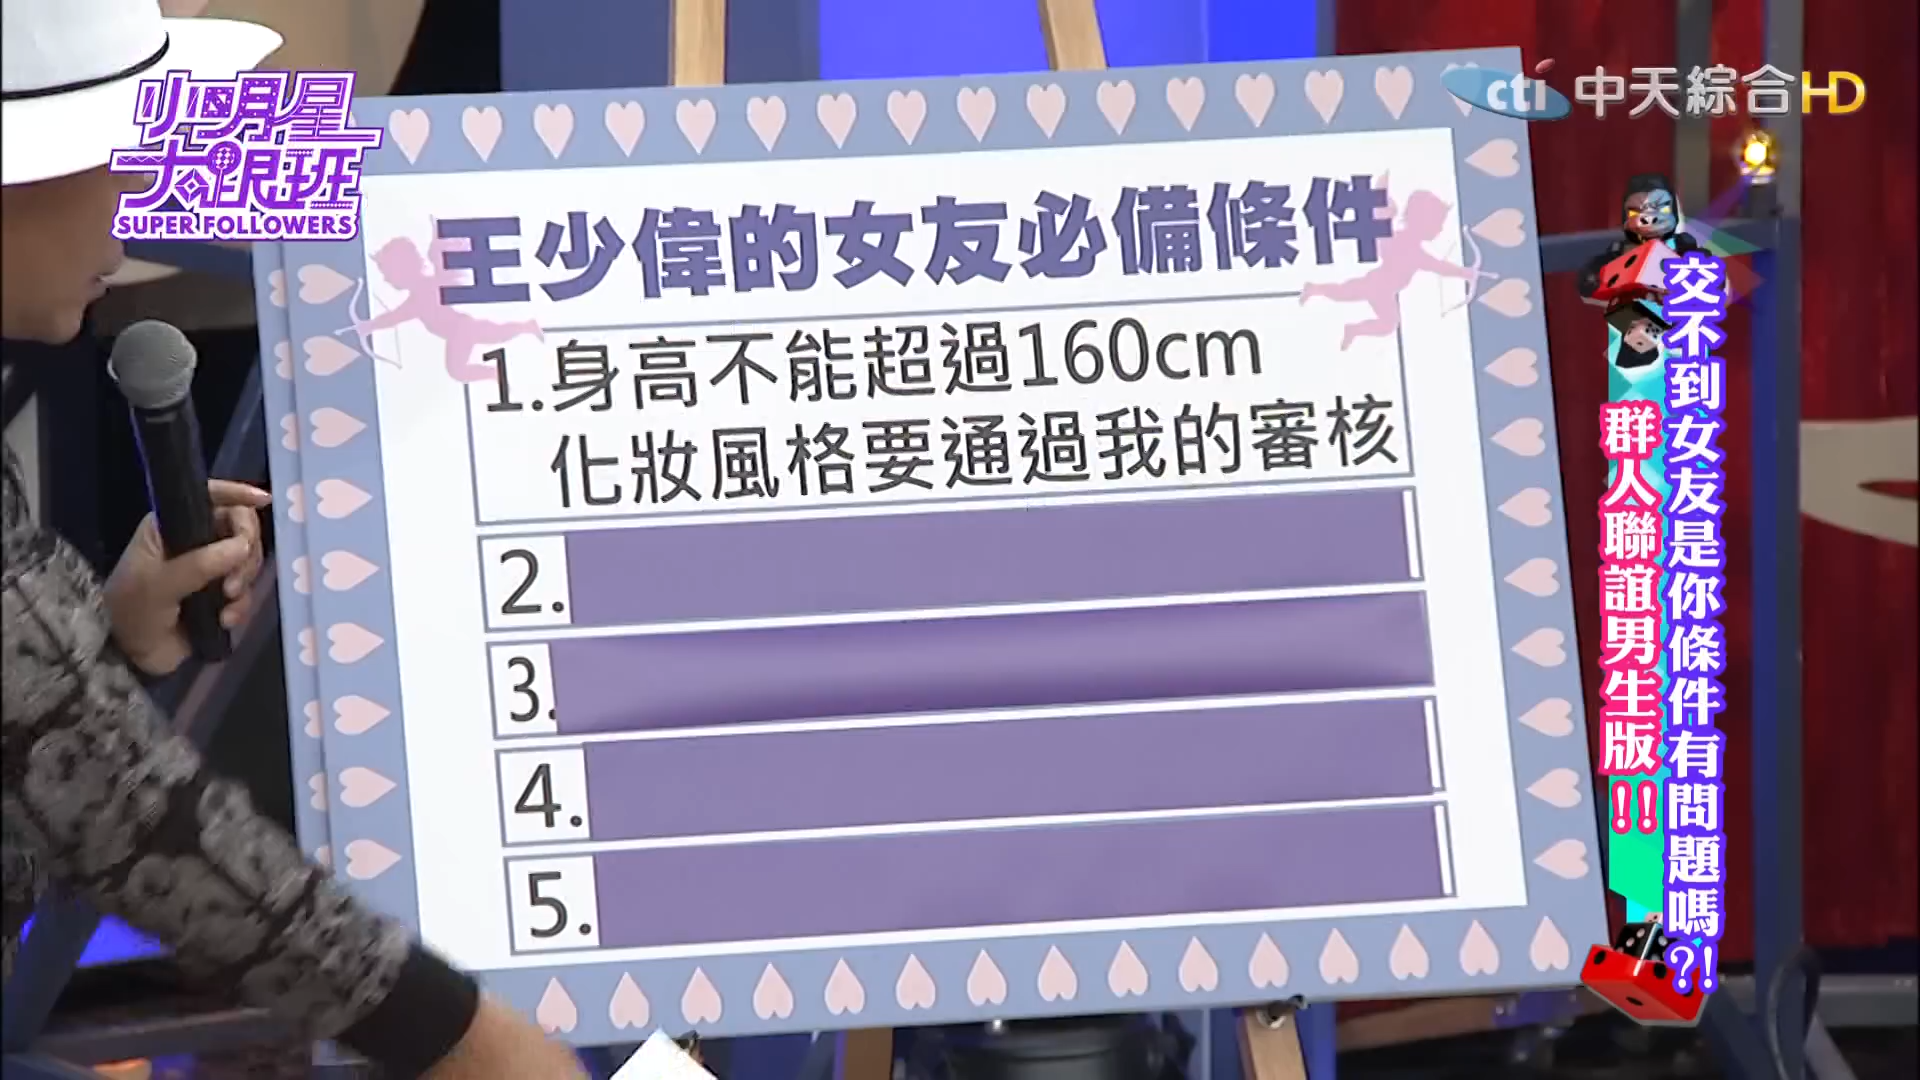 小明星
大跟班
SUPER FOLLOWERS
cti 中天綜合HD
王少偉的女友必備條件
1.身高不能超過160cm
化妝風格要通過我的審核
2.
3.
4.
5.
交不到女友是你條件有問題嗎?!
群人聯誼男生版!!